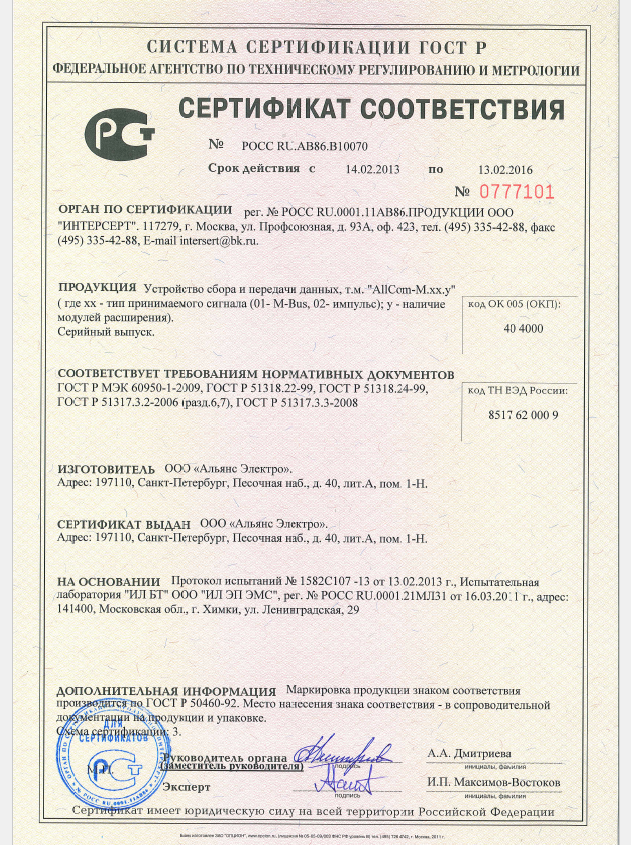 СИСТЕМА СЕРТИФИКАЦИИ ГОСТ Р
ФЕДЕРАЛЬНОЕ АГЕНТСТВО ПО ТЕХНИЧЕСКОМУ РЕГУЛИРОВАНИЮ И МЕТРОЛОГИИ
СЕРТИФИКАТ СООТВЕТСТВИЯ
№ РОСС RU.АВ86.В10070
Срок действия с 14.02.2013 по 13.02.2016
№ 0777101
ОРГАН ПО СЕРТИФИКАЦИИ рег. № РОСС RU.0001.11АВ86.ПРОДУКЦИИ ООО
"ИНТЕРСЕРТ". 117279, г. Москва, ул. Профсоюзная, д. 93А, оф. 423, тел. (495) 335-42-88, факс
(495) 335-42-88, E-mail intersert@bk.ru.
ПРОДУКЦИЯ Устройство сбора и передачи данных, т.м. "AllCom-M.xx.y"
( где xx - тип принимаемого сигнала (01- M-Bus, 02- импульс); у - наличие
модулей расширения).
Серийный выпуск.
код ОК 005 (ОКП):
40 4000
СООТВЕТСТВУЕТ ТРЕБОВАНИЯМ НОРМАТИВНЫХ ДОКУМЕНТОВ
ГОСТ Р МЭК 60950-1-2009, ГОСТ Р 51318.22-99, ГОСТ Р 51318.24-99,
ГОСТ Р 51317.3.2-2006 (разд.6,7), ГОСТ Р 51317.3.3-2008
код ТН ВЭД России:
8517 62 000 9
ИЗГОТОВИТЕЛЬ ООО «Альянс Электро».
Адрес: 197110, Санкт-Петербург, Песочная наб., д. 40, лит.А, пом. 1-Н.
СЕРТИФИКАТ ВЫДАН ООО «Альянс Электро».
Адрес: 197110, Санкт-Петербург, Песочная наб., д. 40, лит.А, пом. 1-Н.
НА ОСНОВАНИИ Протокол испытаний № 1582С107 -13 от 13.02.2013 г., Испытательная
лаборатория "ИЛ БТ" ООО "ИЛ ЭП ЭМС", рег. № РОСС RU.0001.21МЛ31 от 16.03.2011 г., адрес:
141400, Московская обл., г. Химки, ул. Ленинградская, 29
ДОПОЛНИТЕЛЬНАЯ ИНФОРМАЦИЯ Маркировка продукции знаком соответствия
производится по ГОСТ Р 50460-92. Место нанесения знака соответствия - в сопроводительной
документации на продукции и упаковке.
Схема сертификации: 3.
ДЛЯ
СЕРТИФИКАТОВ
М.П.
Руководитель органа
(заместитель руководителя)
подпись
А.А. Дмитриева
инициалы, фамилия
Эксперт
подпись
И.П. Максимов-Востоков
инициалы, фамилия
Сертификат имеет юридическую силу на всей территории Российской Федерации